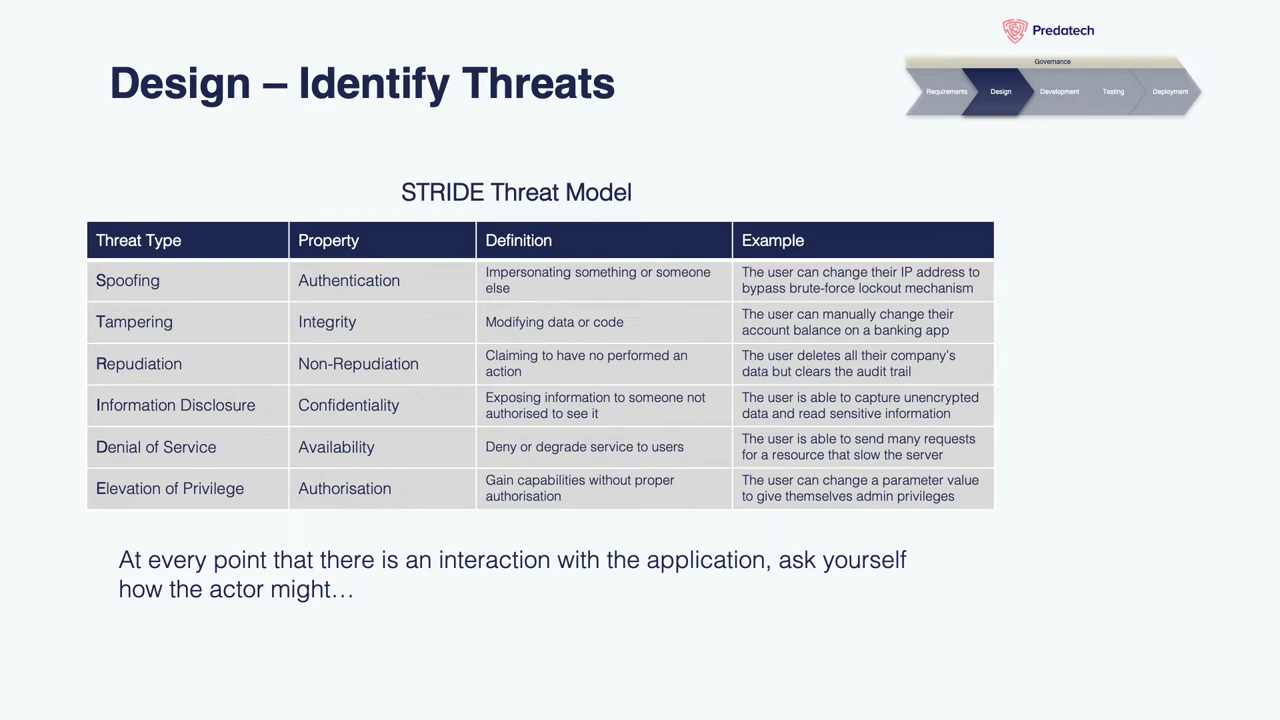 Predatech
Governance
Requirements
Design
Development
Testing
Deployment
Design – Identify Threats
STRIDE Threat Model
Threat Type
Property
Definition
Example
Spoofing
Authentication
Impersonating something or someone
else
The user can change their IP address to
bypass brute-force lockout mechanism
Tampering
Integrity
Modifying data or code
The user can manually change their
account balance on a banking app
Repudiation
Non-Repudiation
Claiming to have no performed an
action
The user deletes all their company's
data but clears the audit trail
Information Disclosure
Confidentiality
Exposing information to someone not
authorised to see it
The user is able to capture unencrypted
data and read sensitive information
Denial of Service
Availability
Deny or degrade service to users
The user is able to send many requests
for a resource that slow the server
Elevation of Privilege
Authorisation
Gain capabilities without proper
authorisation
The user can change a parameter value
to give themselves admin privileges
At every point that there is an interaction with the application, ask yourself
how the actor might…